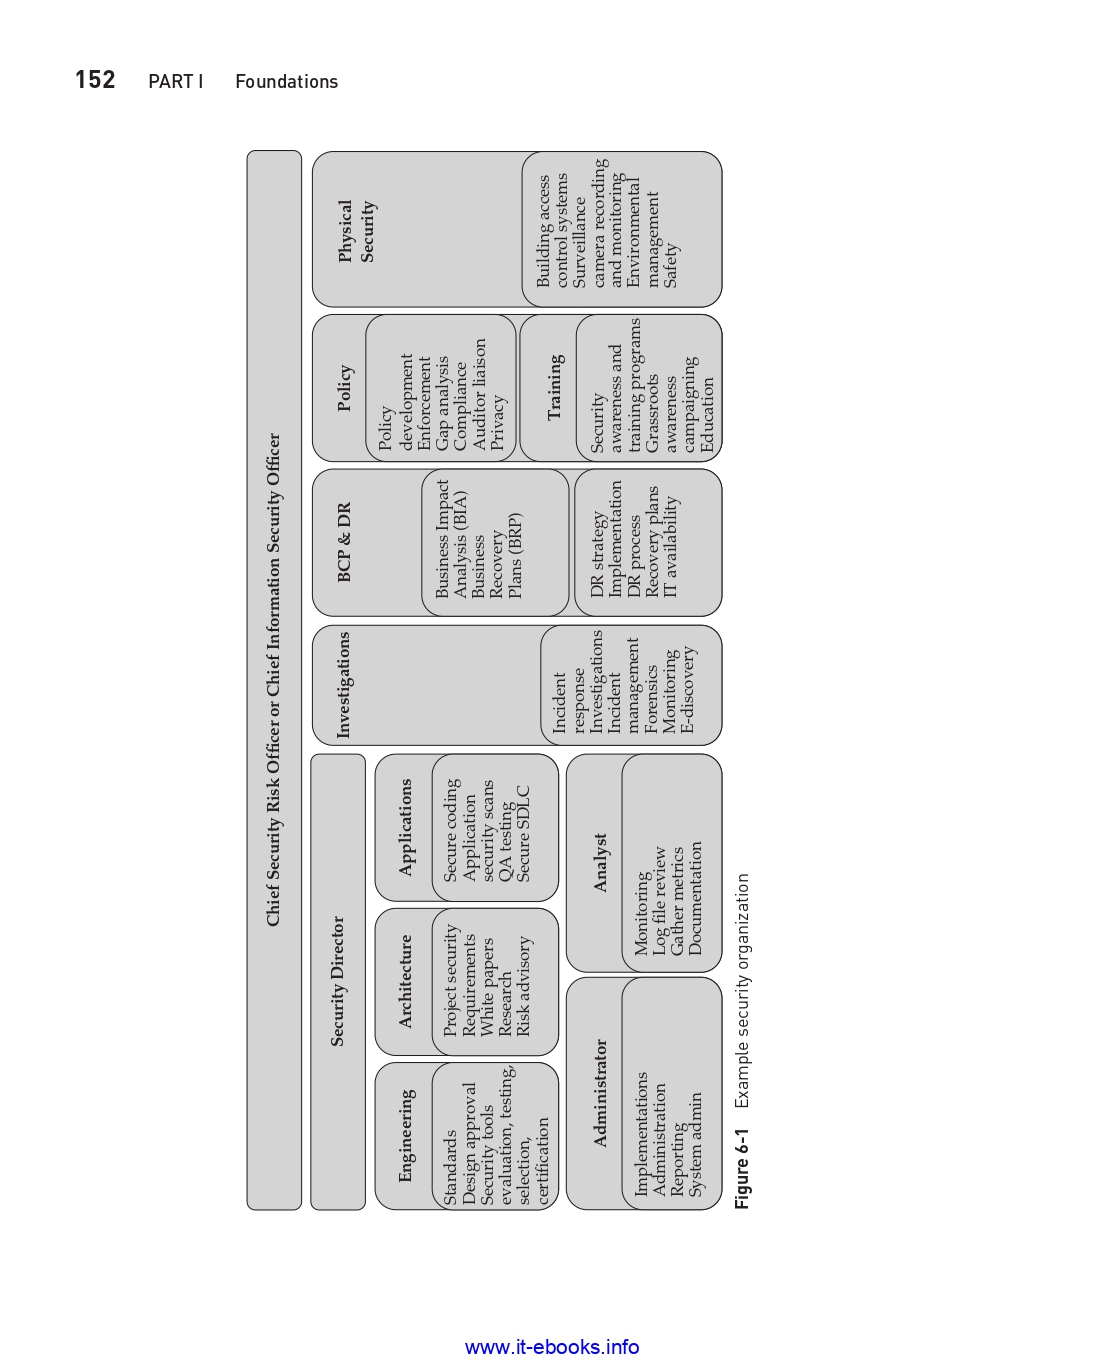 152 PART I Foundations
Chief Security Risk Officer or Chief Information Security Officer
Security Director
Engineering
Standards
Design approval
Security tools
evaluation, testing,
selection,
certification
Architecture
Project security
Requirements
White papers
Research
Risk advisory
Applications
Secure coding
Application
security scans
QA testing
Secure SDLC
Administrator
Implementations
Administration
Reporting
System admin
Analyst
Monitoring
Log file review
Gather metrics
Documentation
Investigations
Incident
response
Investigations
Incident
management
Forensics
Monitoring
E-discovery
BCP & DR
Business Impact
Analysis (BIA)
Business
Recovery
Plans (BRP)
DR strategy
Implementation
DR process
Recovery plans
IT availability
Policy
Policy
development
Enforcement
Gap analysis
Compliance
Auditor liaison
Privacy
Training
Security
awareness and
training programs
Grassroots
awareness
campaigning
Education
Physical
Security
Building access
control systems
Surveillance
camera recording
and monitoring
Environmental
management
Safety
Figure 6-1 Example security organization
www.it-ebooks.info